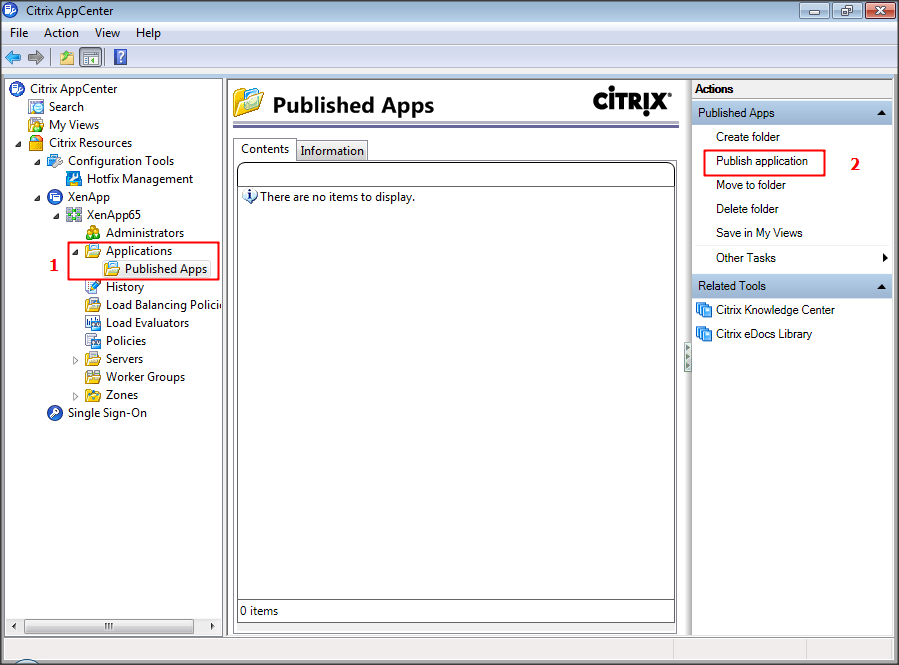 Citrix AppCenter
File Action View Help
Citrix AppCenter
Search
My Views
Citrix Resources
Configuration Tools
Hotfix Management
XenApp
XenApp65
Administrators
1
Applications
Published Apps
History
Load Balancing Policie
Load Evaluators
Policies
Servers
Worker Groups
Zones
Single Sign-On
Published Apps
CITRIX
Contents Information
There are no items to display.
0 items
Actions
Published Apps
Create folder
Publish application 2
Move to folder
Delete folder
Save in My Views
Other Tasks
Related Tools
Citrix Knowledge Center
Citrix eDocs Library